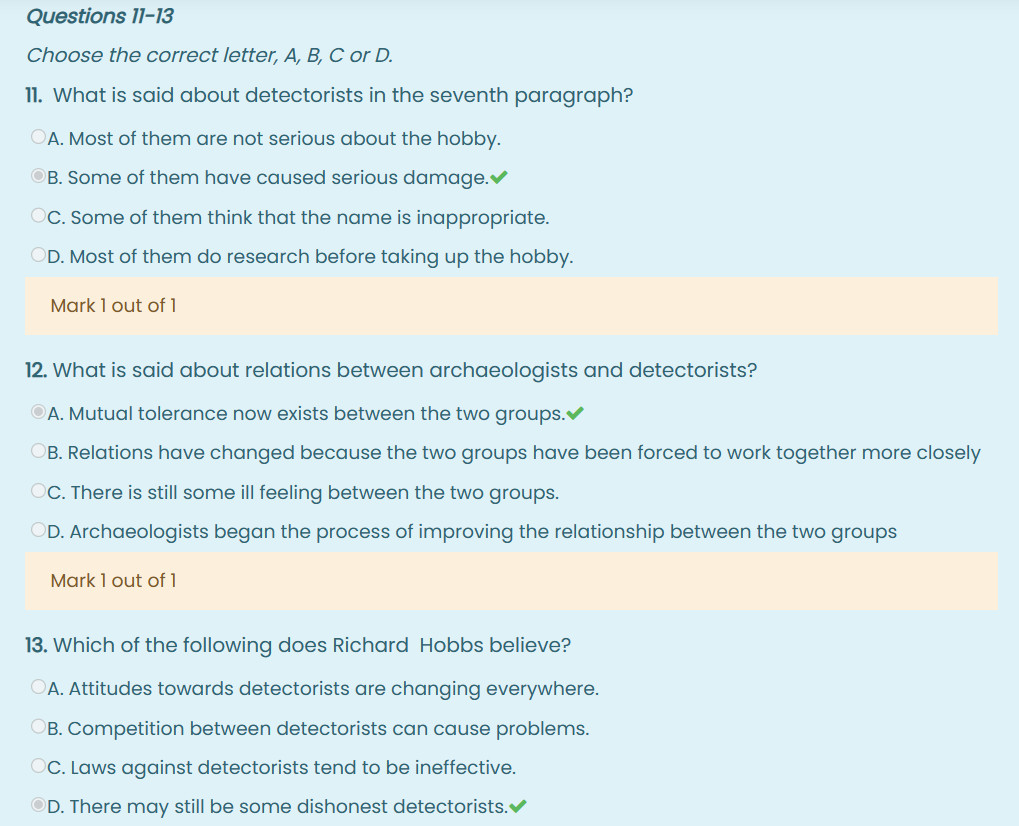 Questions 11-13
Choose the correct letter, A, B, C or D.
11. What is said about detectorists in the seventh paragraph?
A. Most of them are not serious about the hobby.
B. Some of them have caused serious damage.
C. Some of them think that the name is inappropriate.
D. Most of them do research before taking up the hobby.
Mark 1 out of 1
12. What is said about relations between archaeologists and detectorists?
A. Mutual tolerance now exists between the two groups.
B. Relations have changed because the two groups have been forced to work together more closely
C. There is still some ill feeling between the two groups.
D. Archaeologists began the process of improving the relationship between the two groups
Mark 1 out of 1
13. Which of the following does Richard Hobbs believe?
A. Attitudes towards detectorists are changing everywhere.
B. Competition between detectorists can cause problems.
C. Laws against detectorists tend to be ineffective.
D. There may still be some dishonest detectorists.